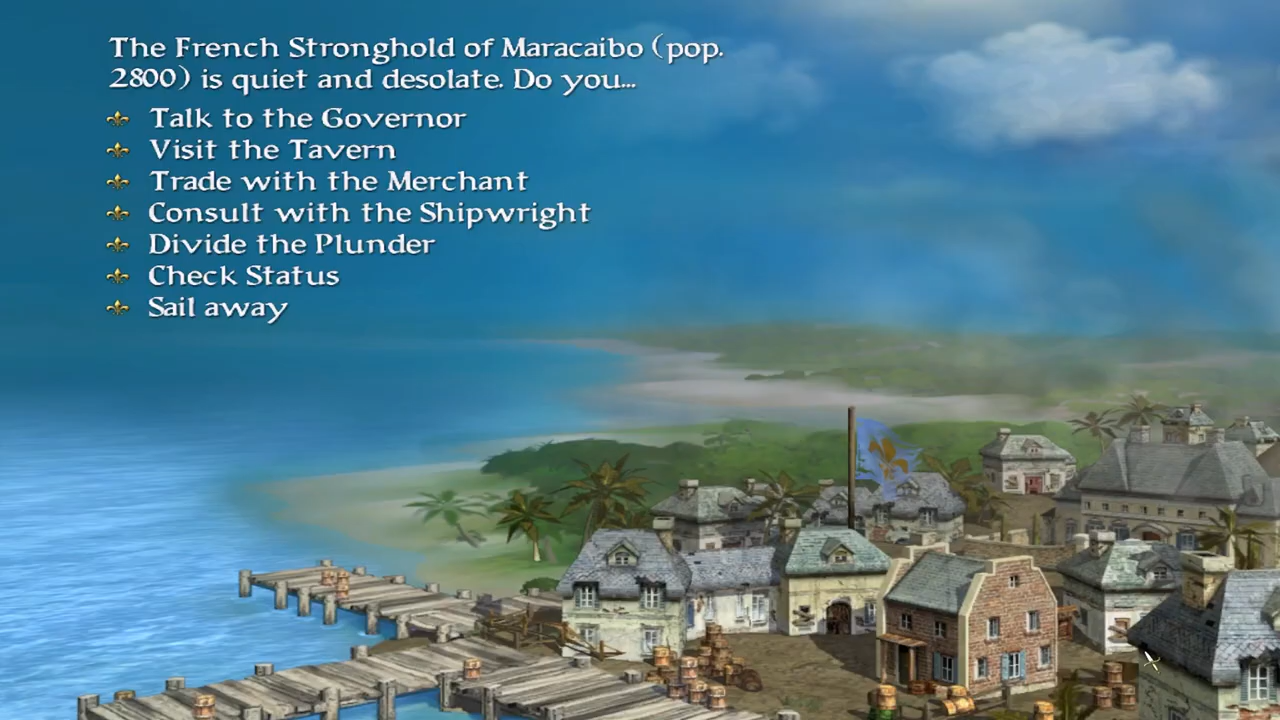 The French Stronghold of Maracaibo (pop.
2800) is quiet and desolate. Do you...
Talk to the Governor
Visit the Tavern
Trade with the Merchant
Consult with the Shipwright
Divide the Plunder
Check Status
Sail away